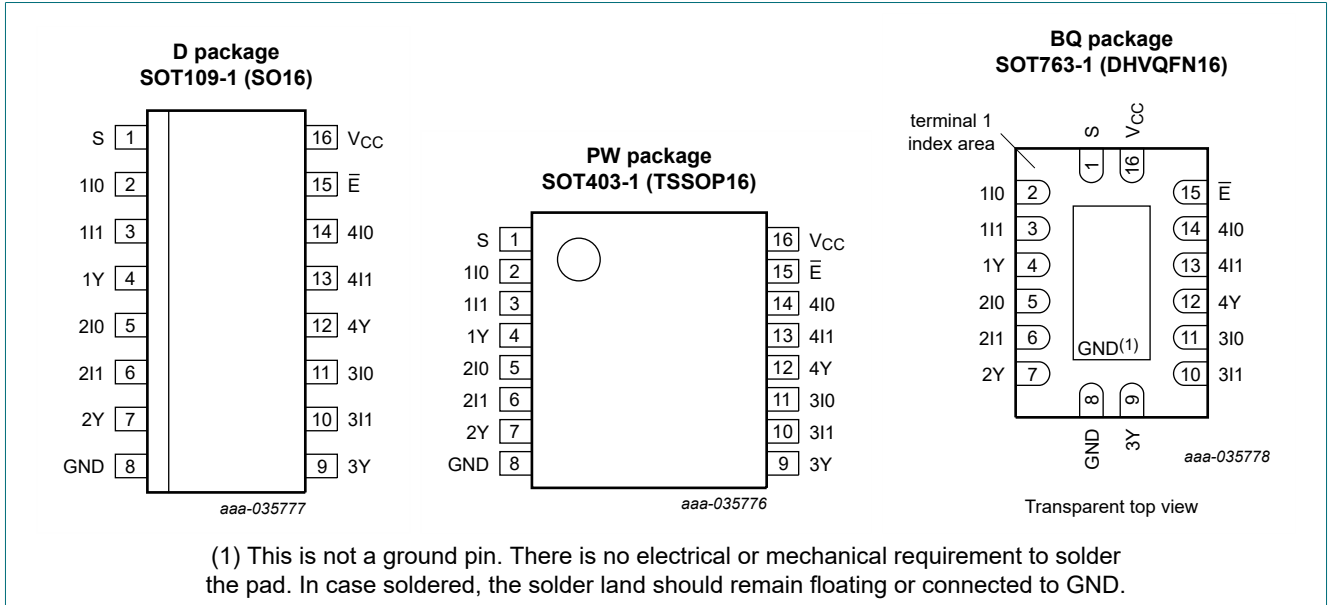 D package
SOT109-1 (SO16)
S 1
16 VCC
1I0 2
15 E̅
1I1 3
14 4I0
1Y 4
13 4I1
2I0 5
12 4Y
2I1 6
11 3I0
2Y 7
10 3I1
GND 8
9 3Y
aaa-035777
PW package
SOT403-1 (TSSOP16)
S 1
16 VCC
1I0 2
15 E̅
1I1 3
14 4I0
1Y 4
13 4I1
2I0 5
12 4Y
2I1 6
11 3I0
2Y 7
10 3I1
GND 8
9 3Y
aaa-035776
BQ package
SOT763-1 (DHVQFN16)
terminal 1
index area
S
VCC
1
16
1I0 2
15 E̅
1I1 3
14 4I0
1Y 4
13 4I1
2I0 5
12 4Y
2I1 6
11 3I0
GND(1)
2Y 7
10 3I1
8
9
GND
3Y
aaa-035778
Transparent top view
(1) This is not a ground pin. There is no electrical or mechanical requirement to solder
the pad. In case soldered, the solder land should remain floating or connected to GND.